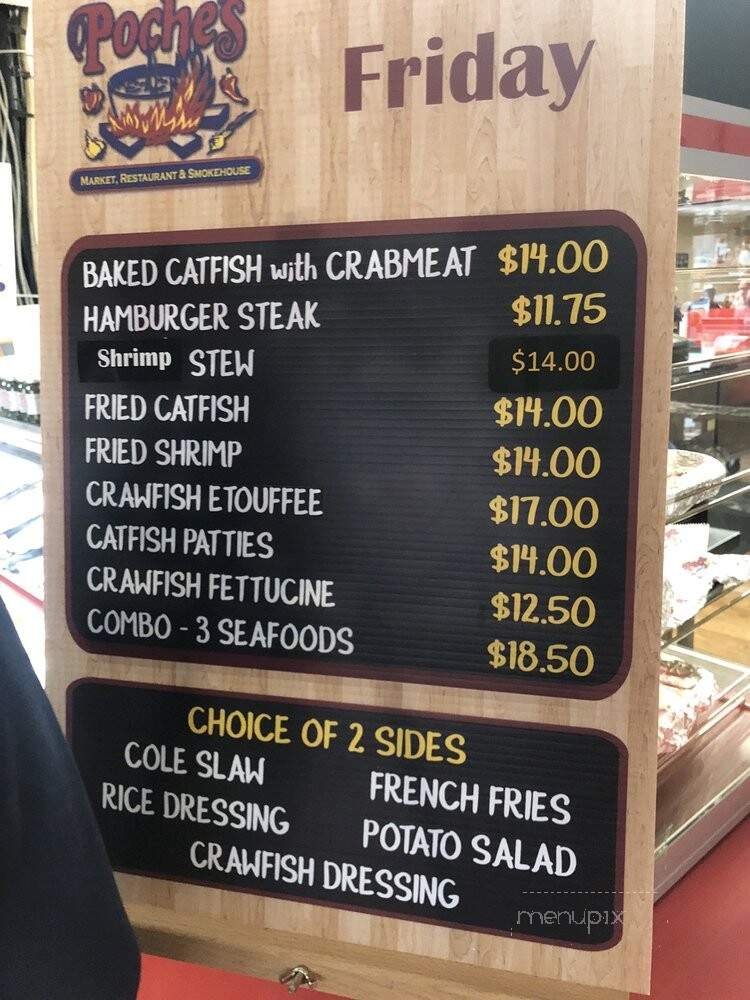 Poche's
MARKET, RESTAURANT & SMOKEHOUSE
Friday
BAKED CATFISH with CRABMEAT $14.00
HAMBURGER STEAK $11.75
Shrimp STEW $14.00
FRIED CATFISH $14.00
FRIED SHRIMP $14.00
CRAWFISH ETOUFFEE $17.00
CATFISH PATTIES $14.00
CRAWFISH FETTUCINE $12.50
COMBO - 3 SEAFOODS $18.50
CHOICE OF 2 SIDES
COLE SLAW FRENCH FRIES
RICE DRESSING POTATO SALAD
CRAWFISH DRESSING
menupix